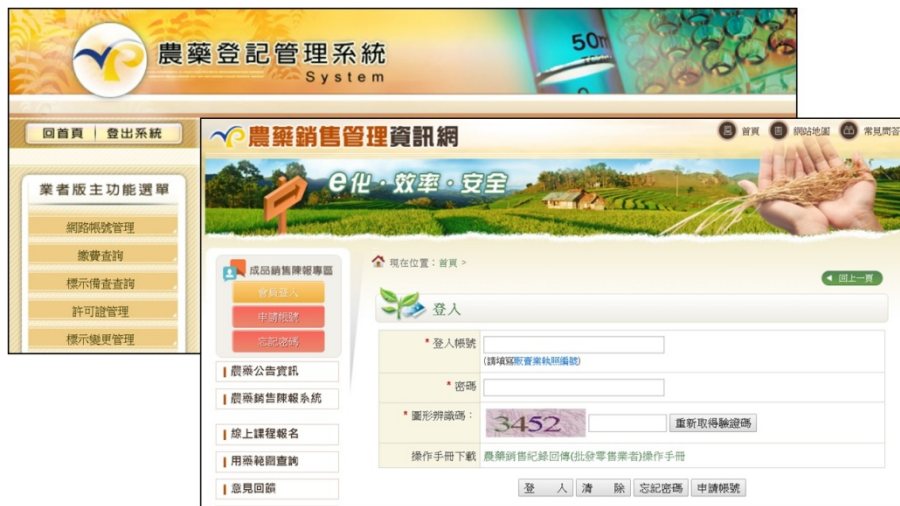 農藥登記管理系統
System
50m
回首頁 | 登出系統
業者版主功能選單
網路帳號管理
繳費查詢
標示備查查詢
許可證管理
標示變更管理
農藥銷售管理資訊網
首頁 網站地圖 常見問答
e化・效率・安全
成品銷售陳報專區
會員登入
申請帳號
忘記密碼
農藥公告資訊
農藥銷售陳報系統
線上課程報名
用藥範圍查詢
意見回饋
現在位置：首頁 >
回上一頁
登入
* 登入帳號
(請填寫販賣業執照編號)
* 密碼
* 圖形辨識碼：
3452
重新取得驗證碼
操作手冊下載 農藥銷售紀錄回傳(批發零售業者)操作手冊
登 入 清 除 忘記密碼 申請帳號